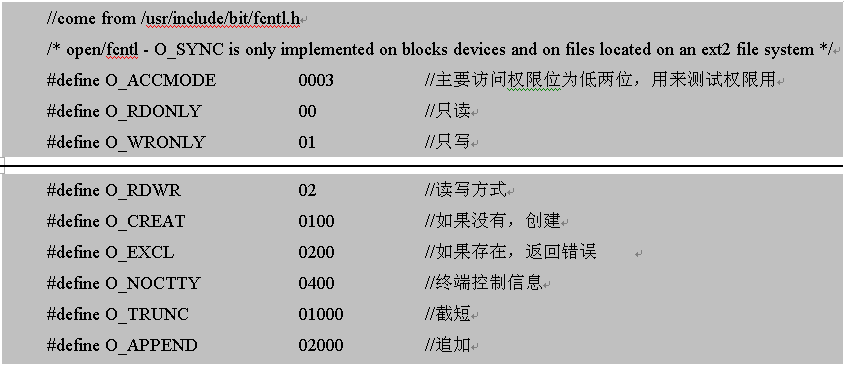 //come from /usr/include/bit/fcntl.h
/* open/fcntl - O_SYNC is only implemented on blocks devices and on files located on an ext2 file system */
#define O_ACCMODE 0003 //主要访问权限位为低两位，用来测试权限用
#define O_RDONLY 00 //只读
#define O_WRONLY 01 //只写
#define O_RDWR 02 //读写方式
#define O_CREAT 0100 //如果没有，创建
#define O_EXCL 0200 //如果存在，返回错误
#define O_NOCTTY 0400 //终端控制信息
#define O_TRUNC 01000 //截短
#define O_APPEND 02000 //追加